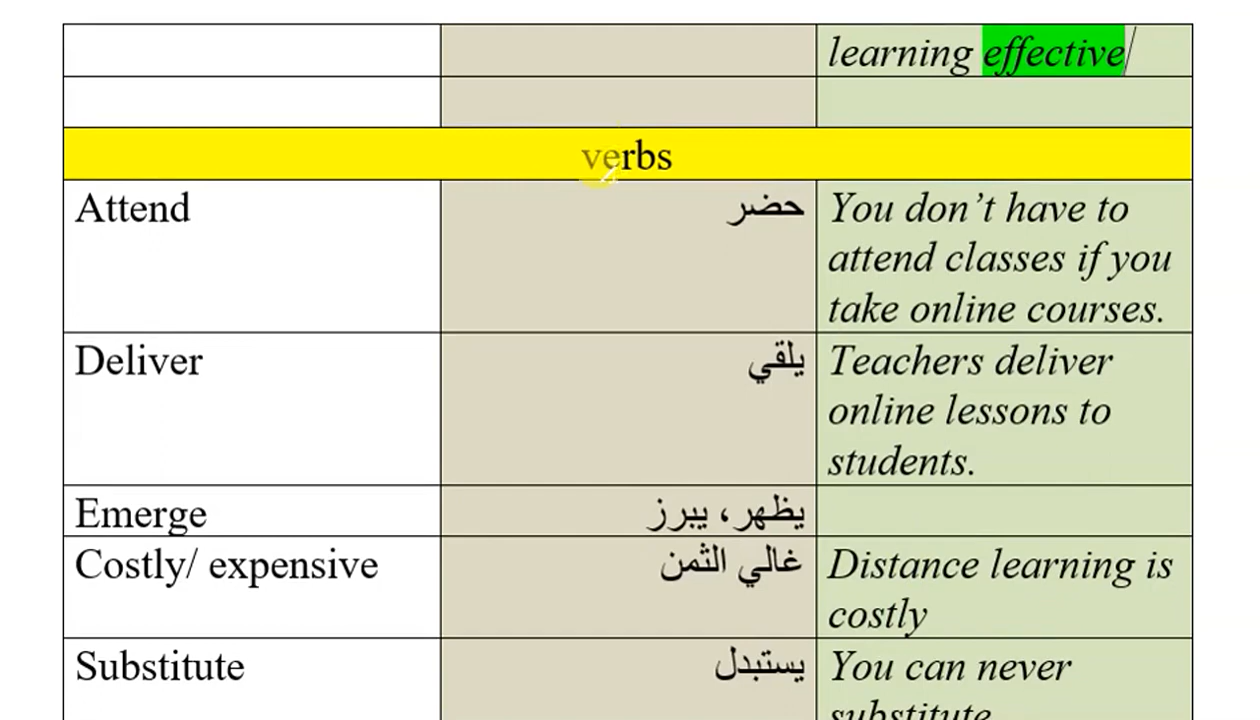 learning effective/
verbs
Attend
حضر
You don’t have to
attend classes if you
take online courses.
Deliver
يلقي
Teachers deliver
online lessons to
students.
Emerge
يظهر، يبرز
Costly/ expensive
غالي الثمن
Distance learning is
costly
Substitute
يستبدل
You can never
substitute